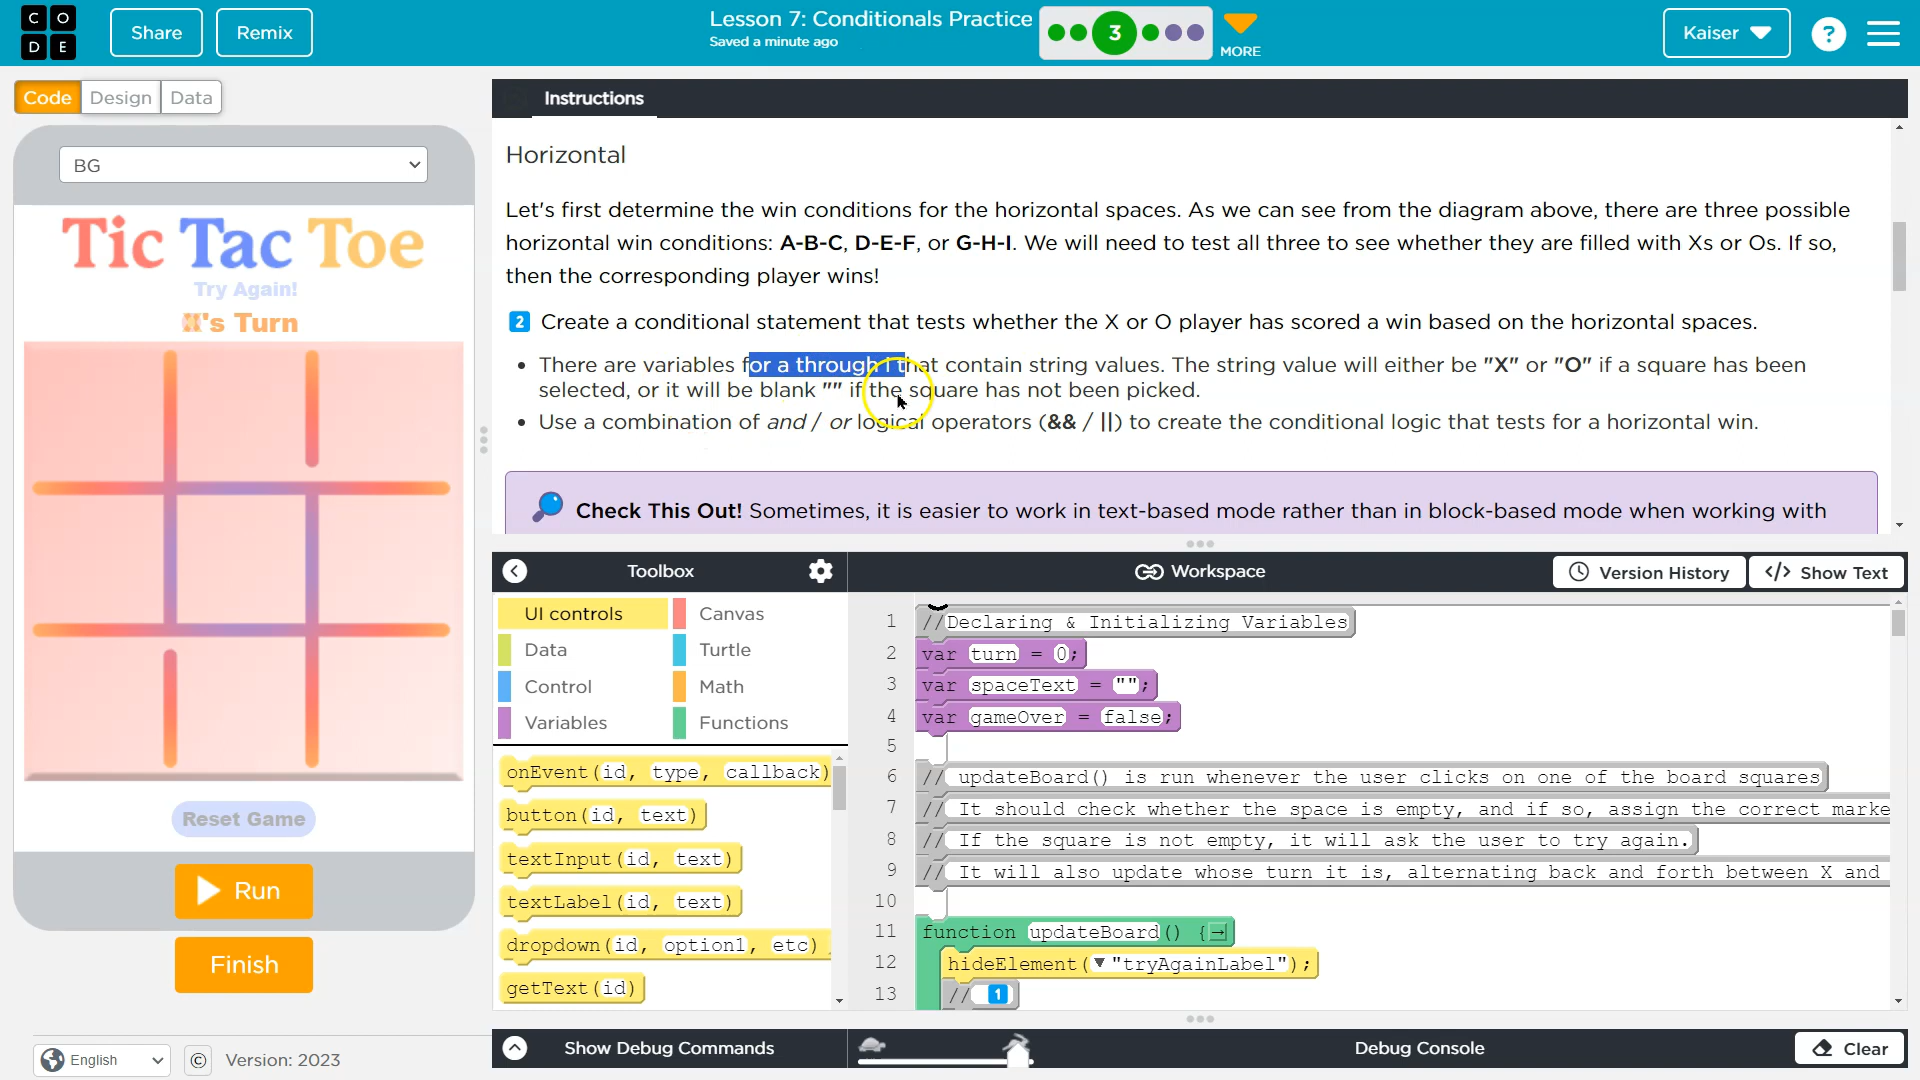 CODE
Share
Remix
Lesson 7: Conditionals Practice
Saved a minute ago
3
MORE
Kaiser
?
Code
Design
Data
BG
Tic Tac Toe
Try Again!
's Turn
Reset Game
Run
Finish
English
©
Version: 2023
Instructions
Horizontal
Let's first determine the win conditions for the horizontal spaces. As we can see from the diagram above, there are three possible
horizontal win conditions: A-B-C, D-E-F, or G-H-I. We will need to test all three to see whether they are filled with Xs or Os. If so,
then the corresponding player wins!
2 Create a conditional statement that tests whether the X or O player has scored a win based on the horizontal spaces.
• There are variables for a through i that contain string values. The string value will either be "X" or "O" if a square has been
selected, or it will be blank "" if the square has not been picked.
• Use a combination of and / or logical operators (&& / ||) to create the conditional logic that tests for a horizontal win.
Check This Out! Sometimes, it is easier to work in text-based mode rather than in block-based mode when working with
Toolbox
Workspace
Version History
</> Show Text
UI controls
Canvas
Data
Turtle
Control
Math
Variables
Functions
onEvent(id, type, callback)
button(id, text)
textInput(id, text)
textLabel(id, text)
dropdown(id, option1, etc)
getText(id)
1 //Declaring & Initializing Variables
2 var turn = 0;
3 var spaceText = "";
4 var gameOver = false;
5
6 // updateBoard() is run whenever the user clicks on one of the board squares
7 // It should check whether the space is empty, and if so, assign the correct marke
8 // If the square is not empty, it will ask the user to try again.
9 // It will also update whose turn it is, alternating back and forth between X and
10
11 function updateBoard() {
12 hideElement("tryAgainLabel");
13 // 1
Show Debug Commands
Debug Console
Clear